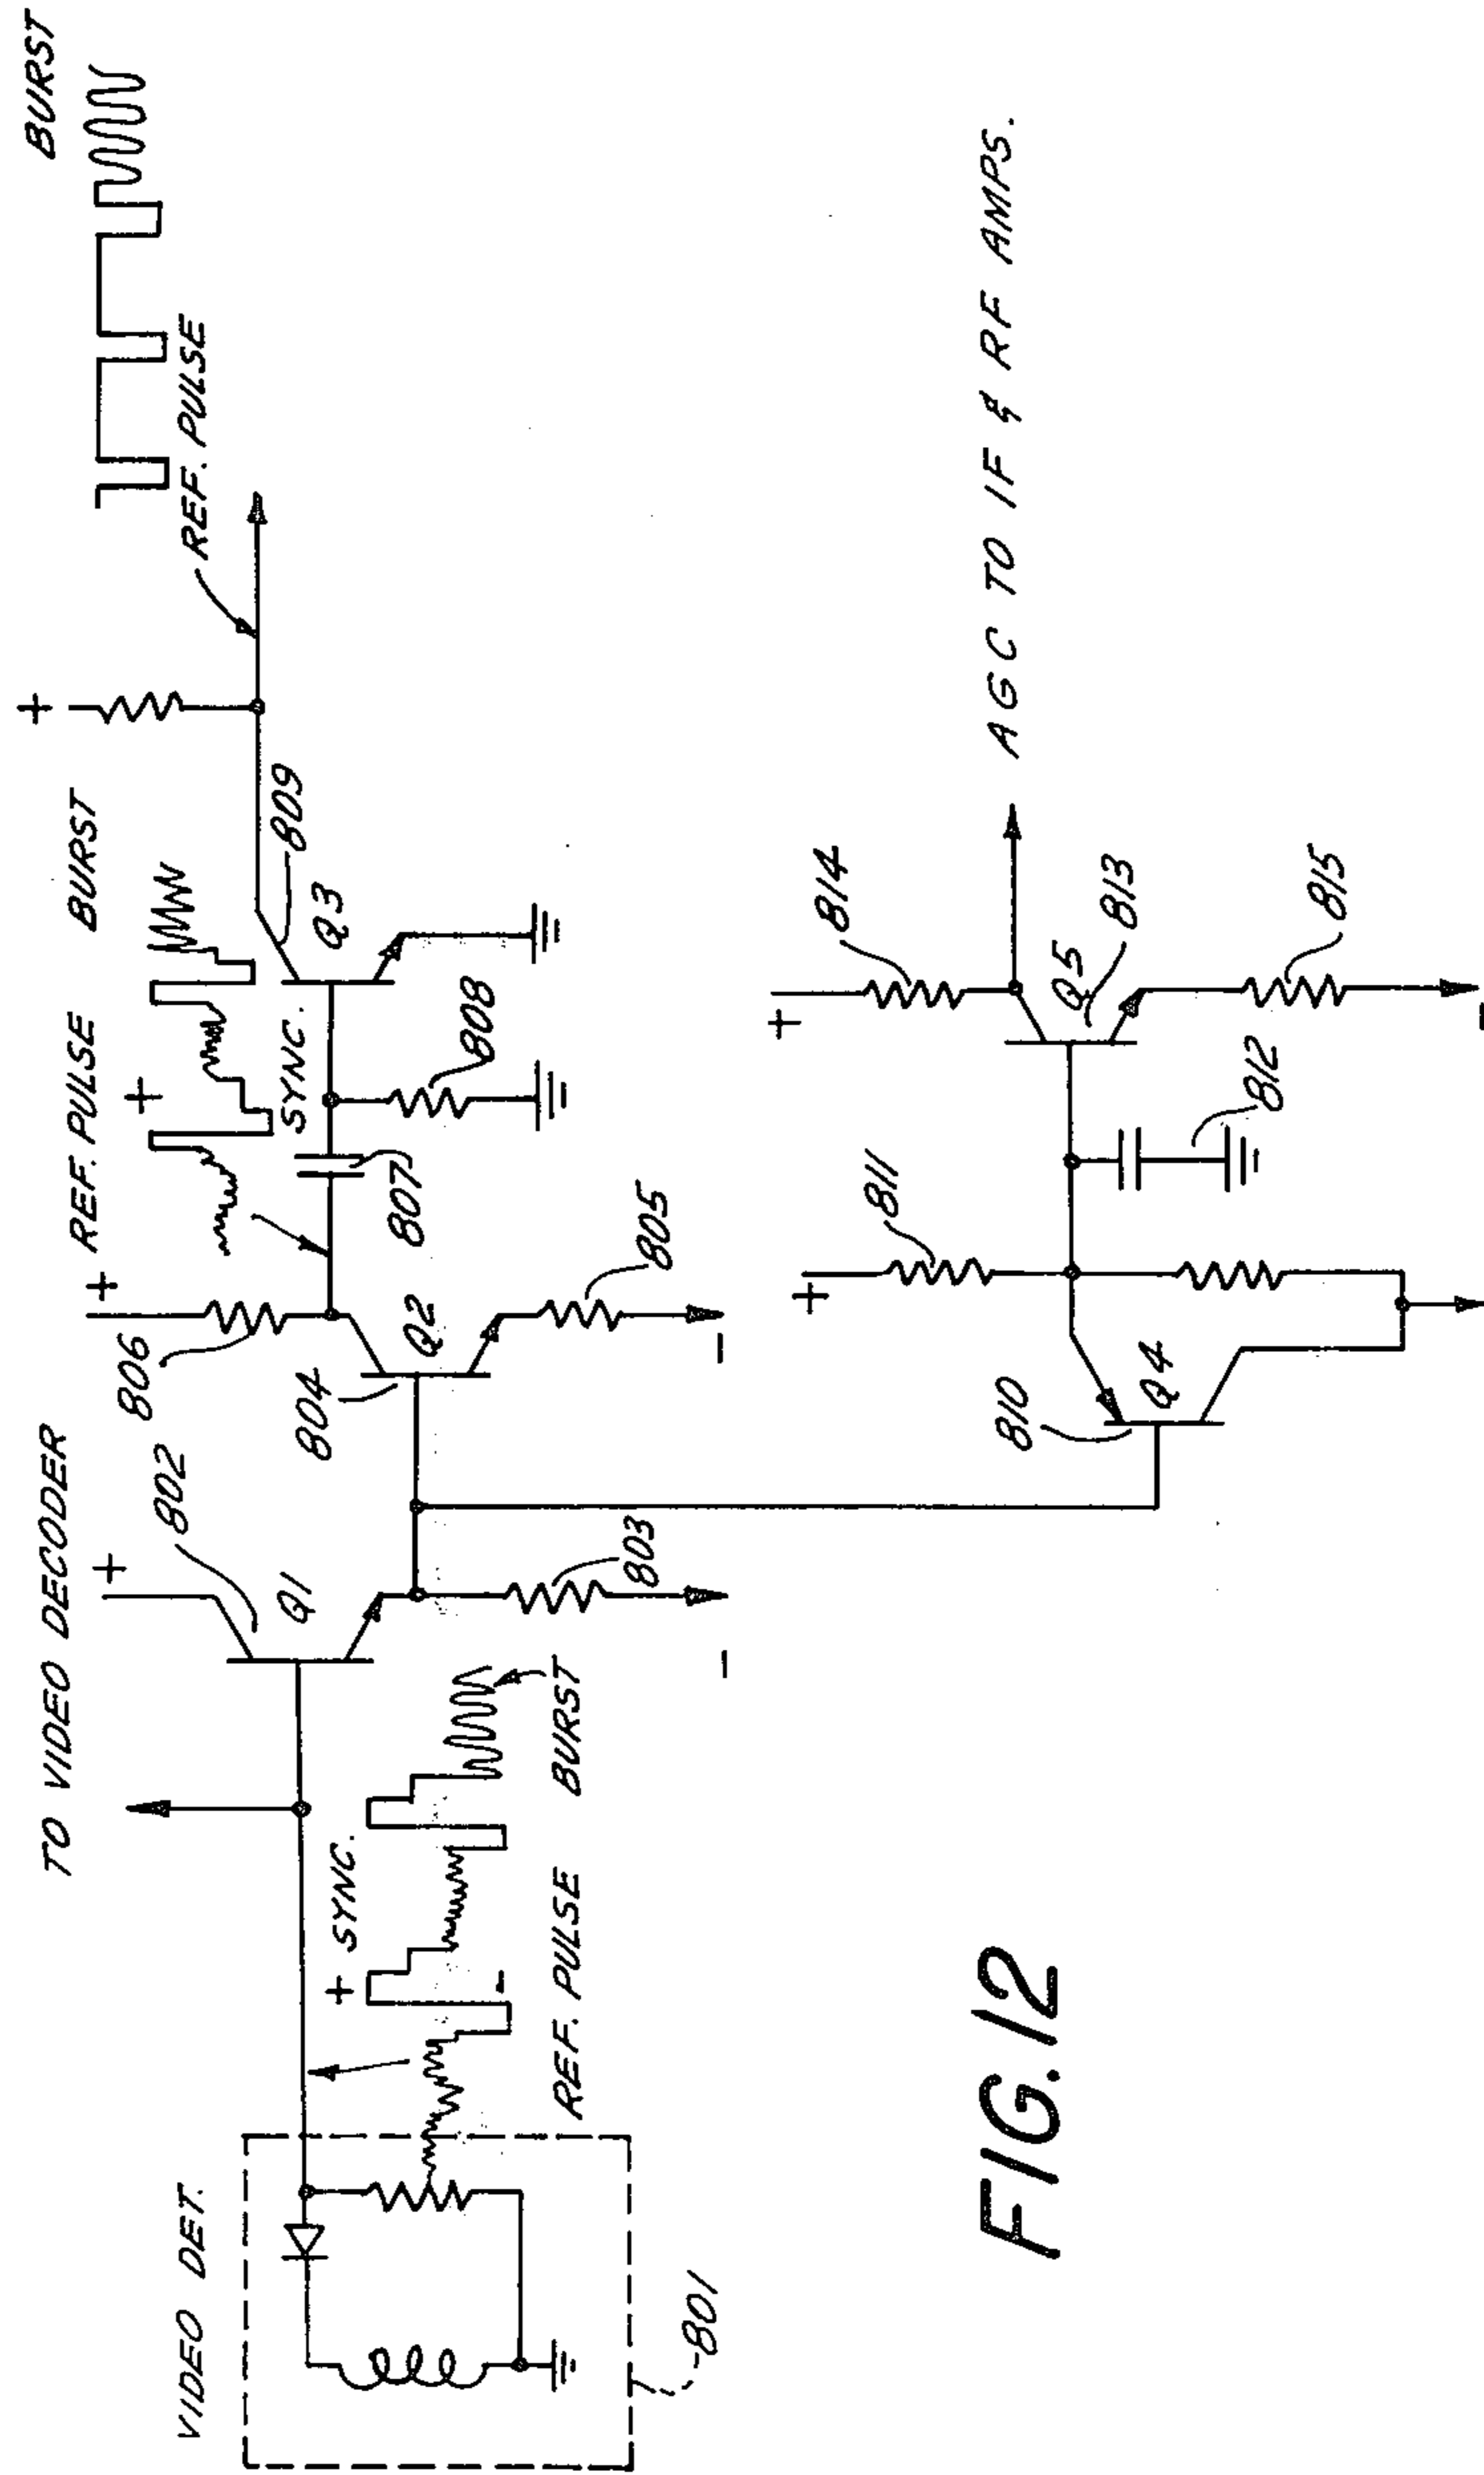 BURST
REF. PULSE
+
BURST
REF. PULSE
+
SYNC.
809
Q3
808
807
+
806
804
Q2
805
-
TO VIDEO DECODER
+
802
Q1
803
-
+ SYNC.
-
REF. PULSE
BURST
VIDEO DET.
801
AGC TO IF & RF AMPS.
+
814
Q5
813
815
-
812
+
811
810
Q4
FIG. 12